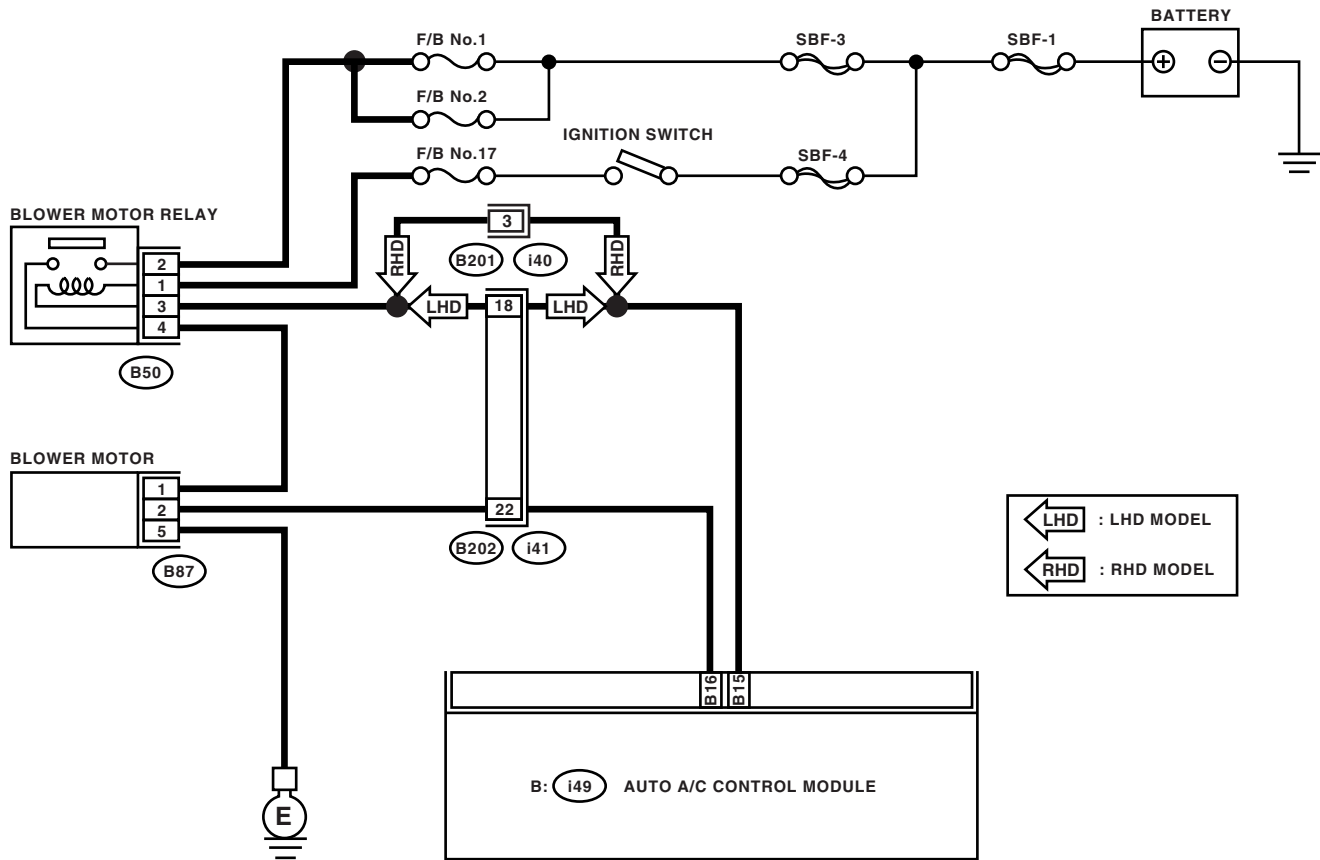 BATTERY
F/B No.1
SBF-3
SBF-1
+
−
F/B No.2
IGNITION SWITCH
F/B No.17
SBF-4
BLOWER MOTOR RELAY
3
RHD
RHD
B201
i40
2
1
3
4
LHD
18
LHD
B50
BLOWER MOTOR
1
2
5
22
B202
i41
B87
LHD : LHD MODEL
RHD : RHD MODEL
B16
B15
B: i49 AUTO A/C CONTROL MODULE
E